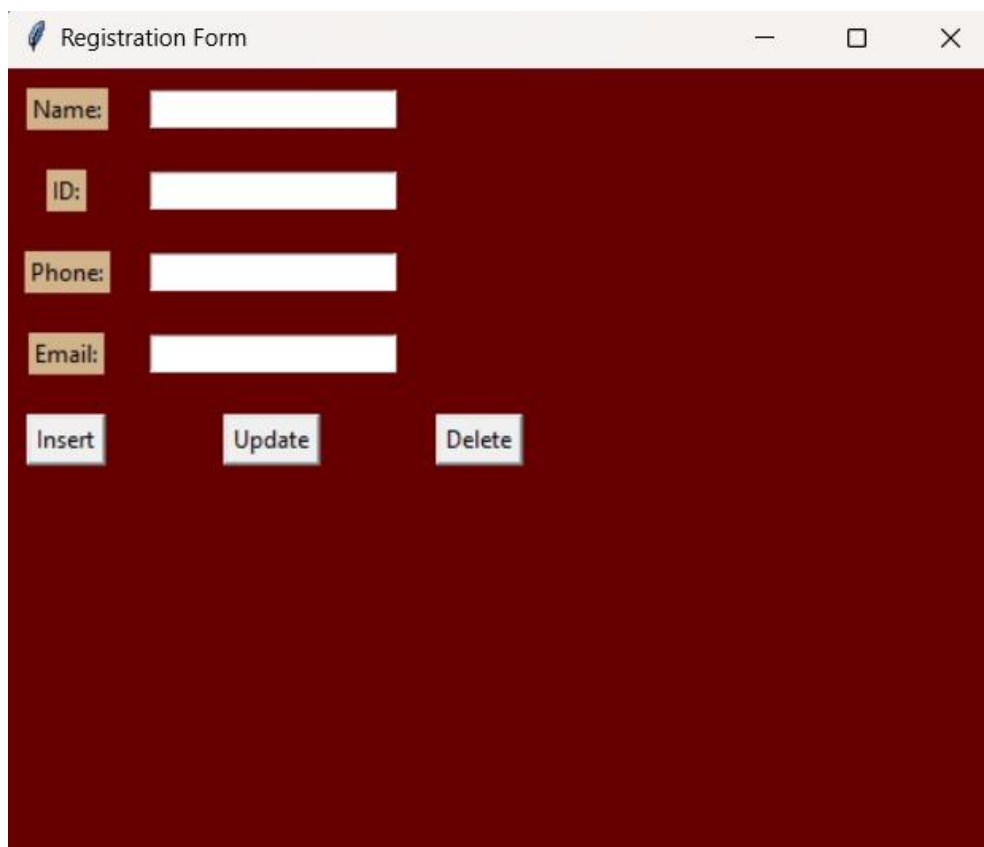 Registration Form
Name:
ID:
Phone:
Email:
Insert Update Delete